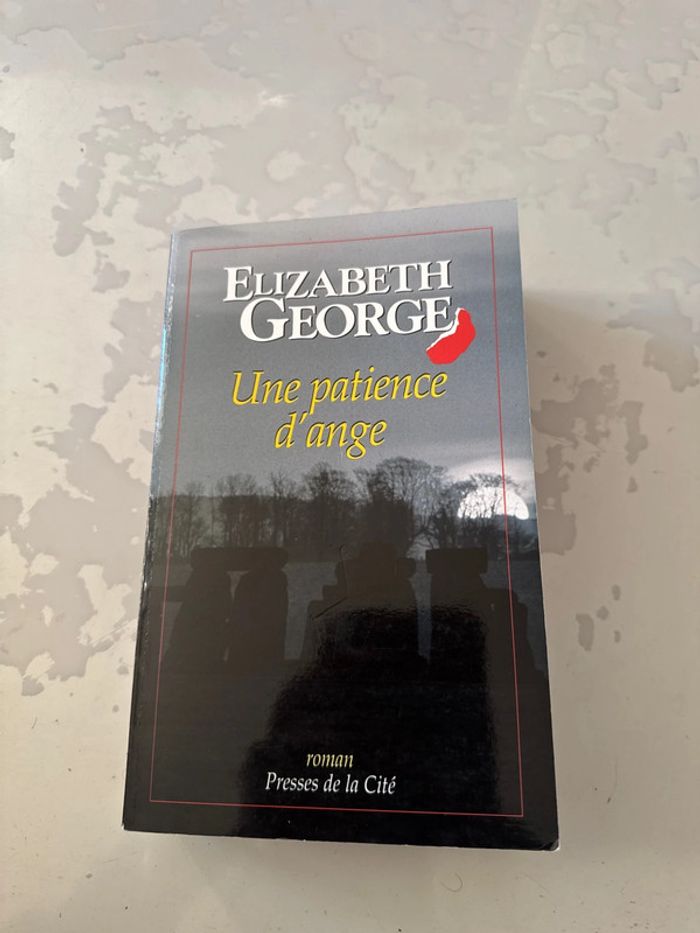 ELIZABETH
GEORGE
Une patience
d'ange
roman
Presses de la Cité